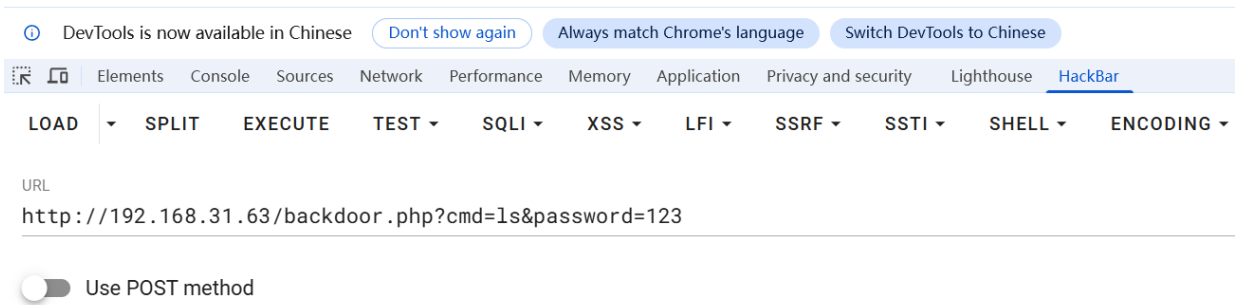 DevTools is now available in Chinese Don't show again Always match Chrome's language Switch DevTools to Chinese
Elements Console Sources Network Performance Memory Application Privacy and security Lighthouse HackBar
LOAD SPLIT EXECUTE TEST SQLI XSS LFI SSRF SSTI SHELL ENCODING
URL
http://192.168.31.63/backdoor.php?cmd=ls&password=123
Use POST method